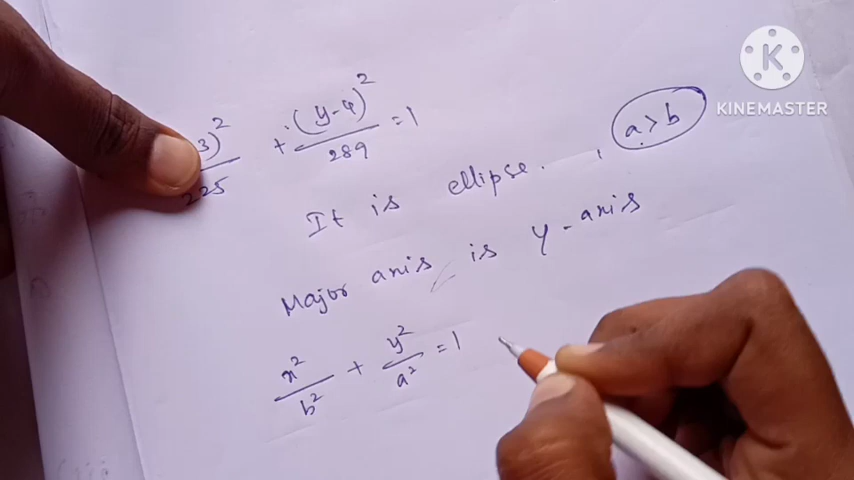 3)²/225 + (y-4)²/289 = 1
It is ellipse. , a > b
Major axis is y-axis
x²/b² + y²/a² = 1
KINEMASTER